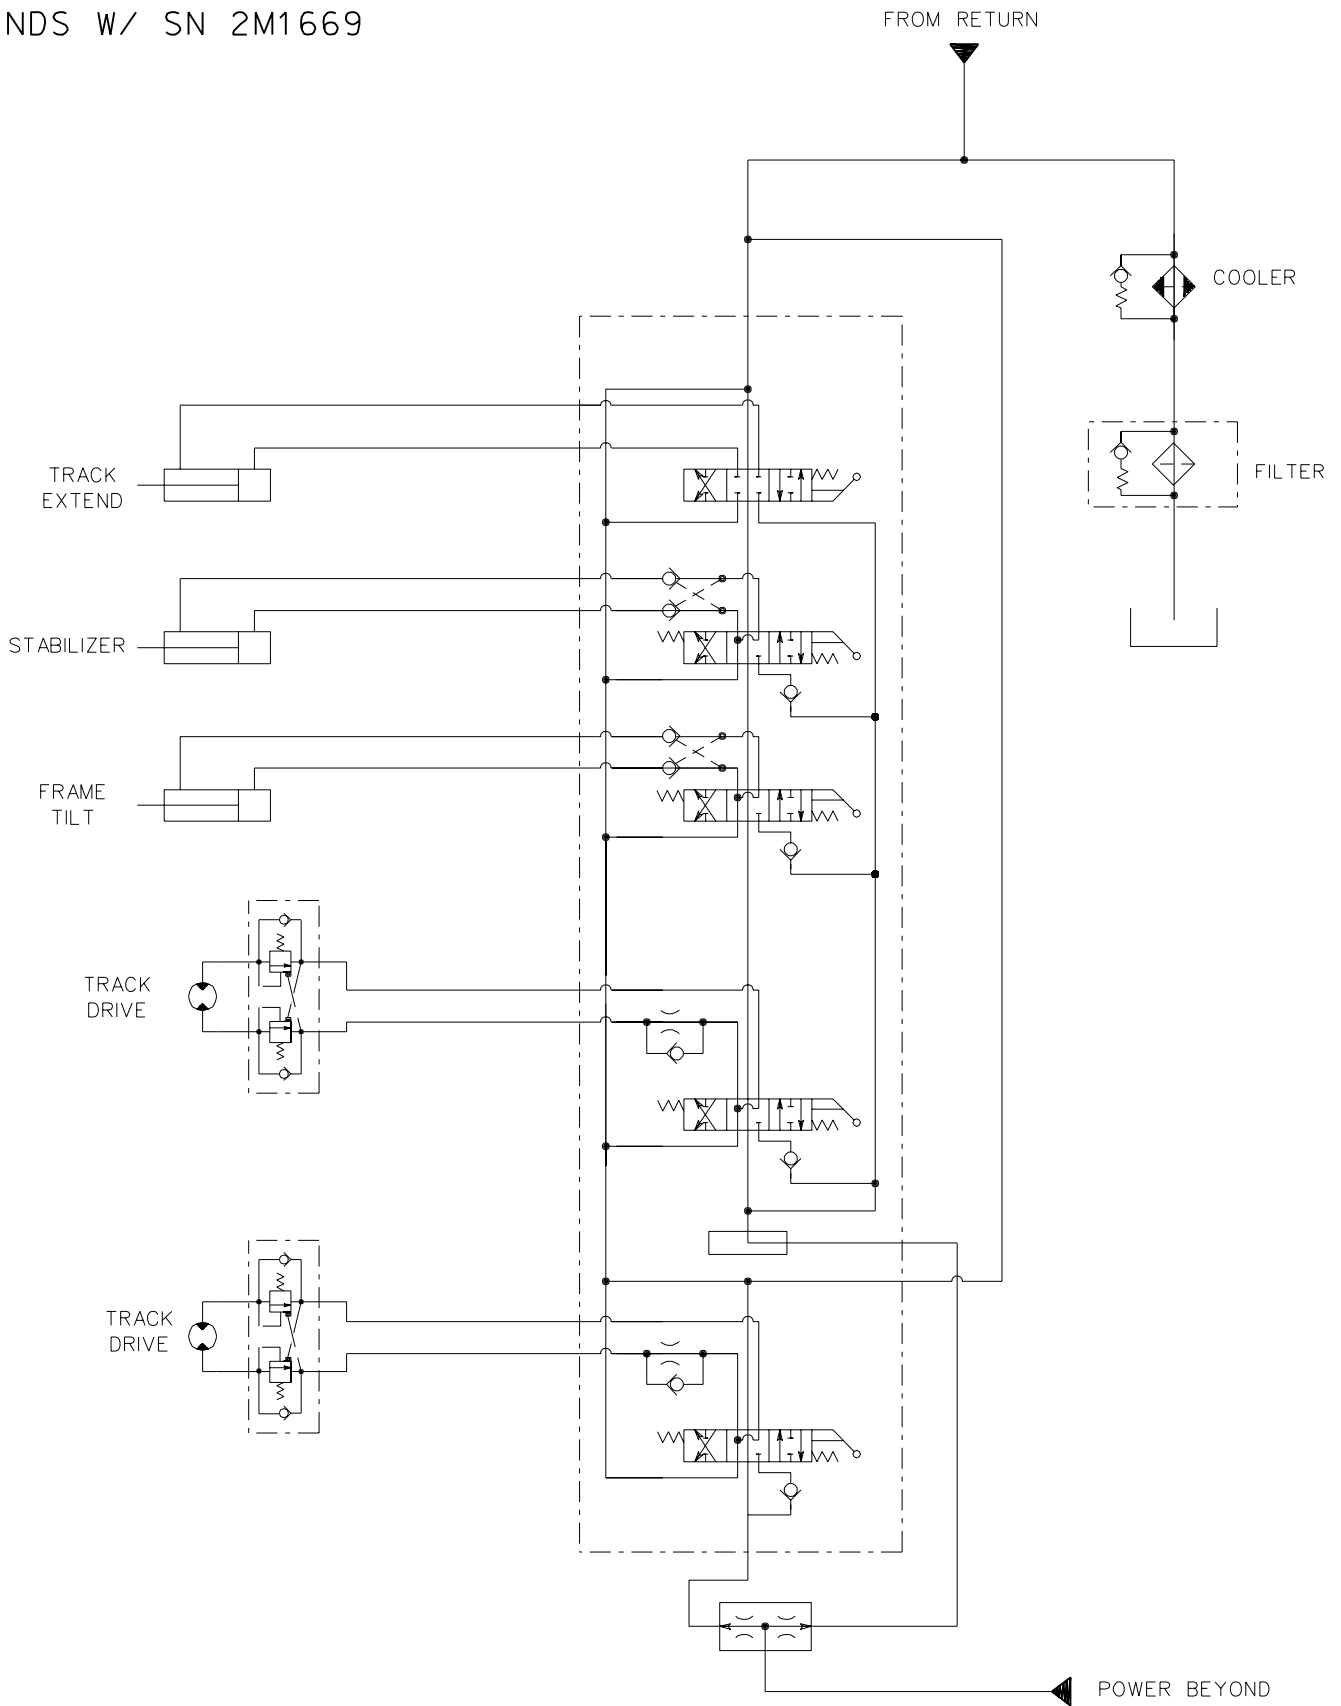 NDS W/ SN 2M1669
FROM RETURN
COOLER
TRACK
EXTEND
FILTER
STABILIZER
FRAME
TILT
TRACK
DRIVE
TRACK
DRIVE
POWER BEYOND